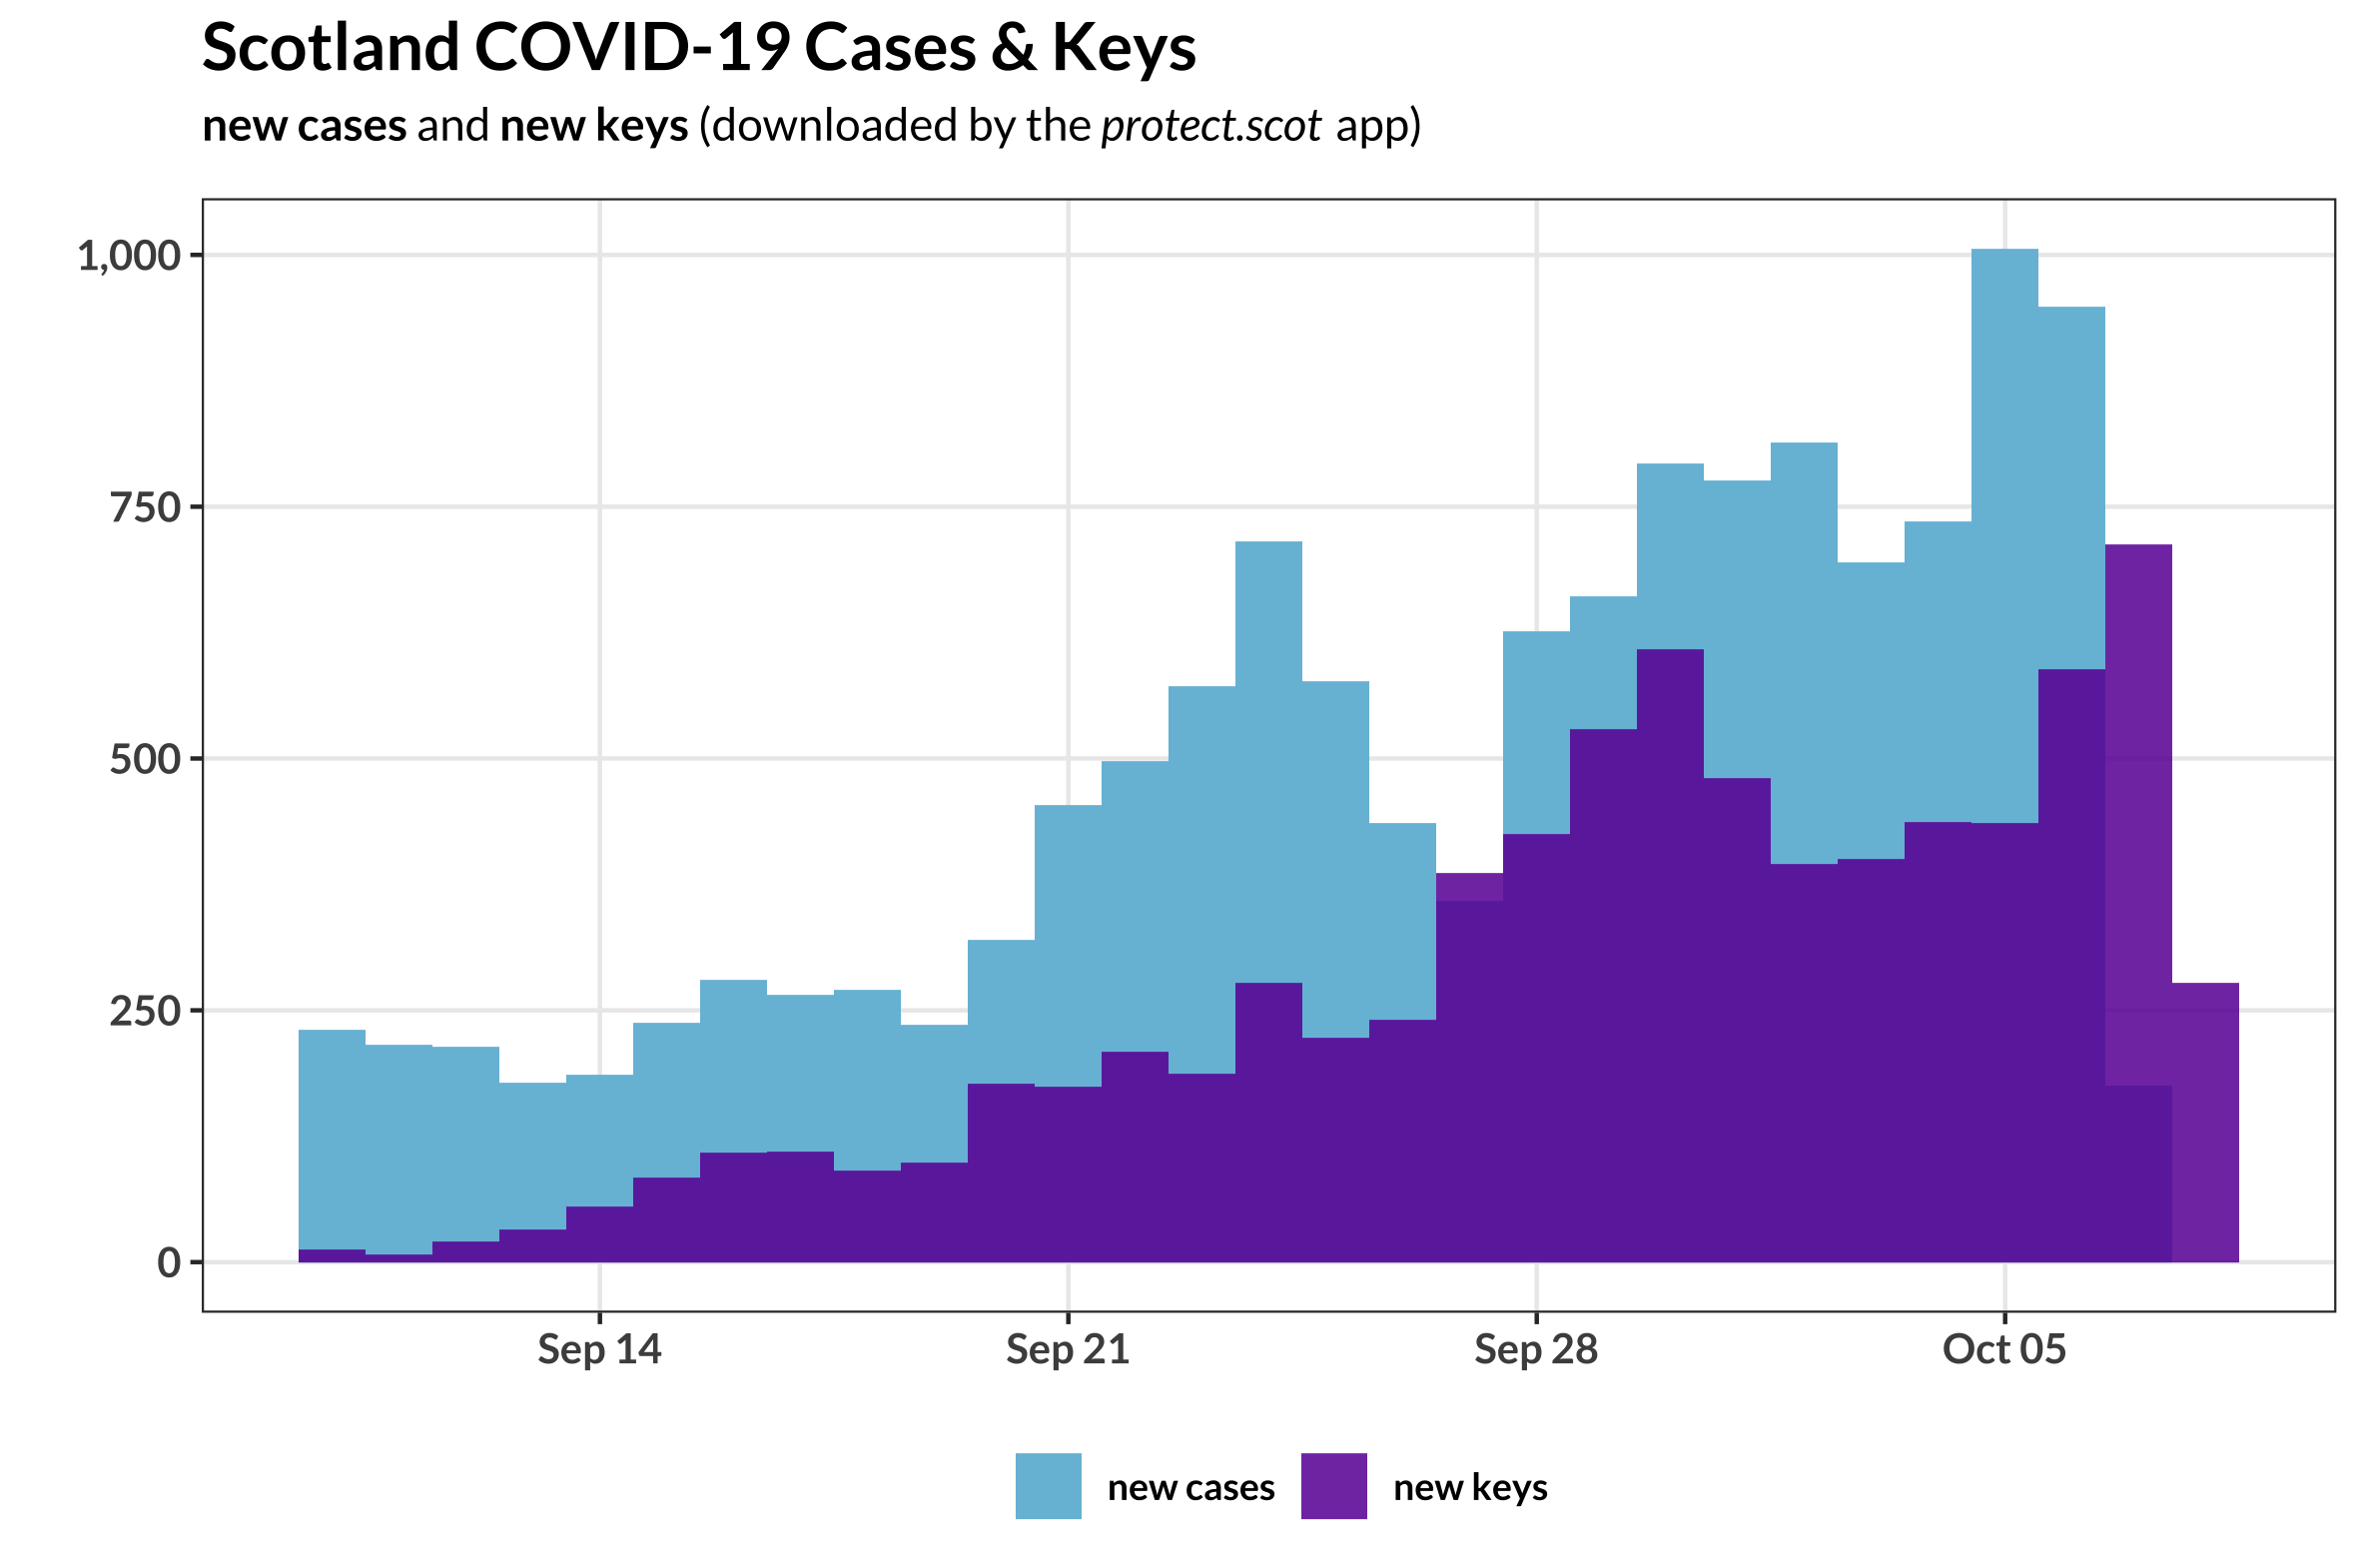 Scotland COVID-19 Cases & Keys
new cases and new keys (downloaded by the protect.scot app)
1,000
750
500
250
0
Sep 14 Sep 21 Sep 28 Oct 05
new cases new keys